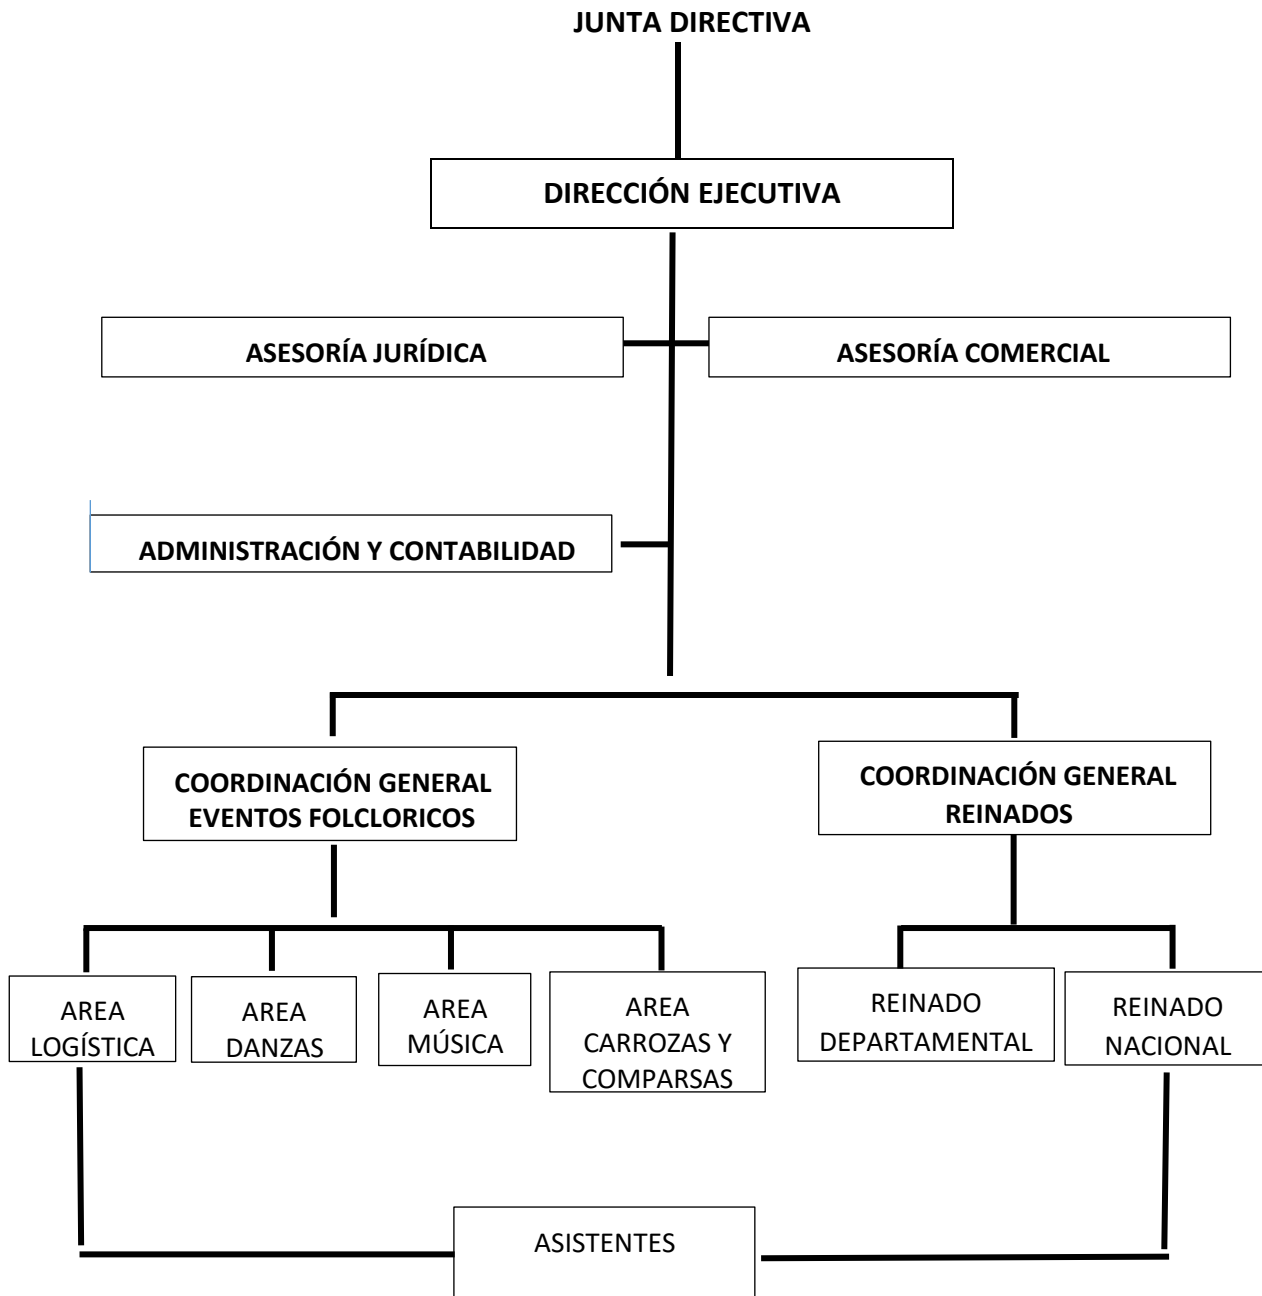 JUNTA DIRECTIVA
DIRECCIÓN EJECUTIVA
ASESORÍA JURÍDICA
ASESORÍA COMERCIAL
ADMINISTRACIÓN Y CONTABILIDAD
COORDINACIÓN GENERAL
EVENTOS FOLCLORICOS
COORDINACIÓN GENERAL
REINADOS
AREA
LOGÍSTICA
AREA
DANZAS
AREA
MÚSICA
AREA
CARROZAS Y
COMPARSAS
REINADO
DEPARTAMENTAL
REINADO
NACIONAL
ASISTENTES